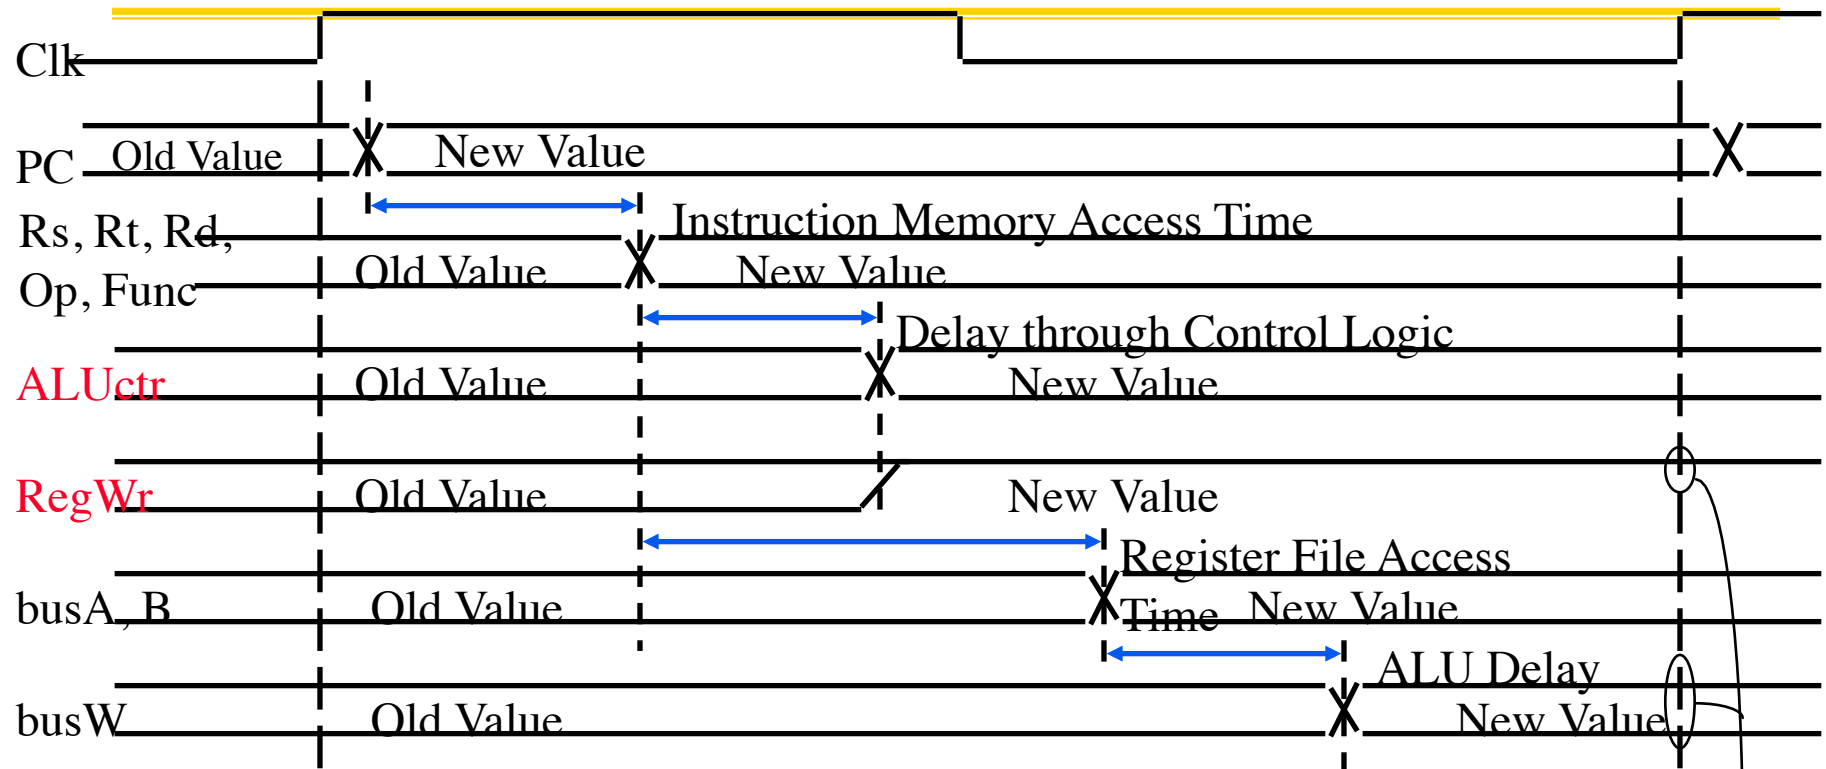 Clk
PC Old Value New Value
Rs, Rt, Rd, Instruction Memory Access Time
Op, Func Old Value New Value
Delay through Control Logic
ALUctr Old Value New Value
RegWr Old Value New Value
Register File Access
busA, B Old Value Time New Value
ALU Delay
busW Old Value New Value